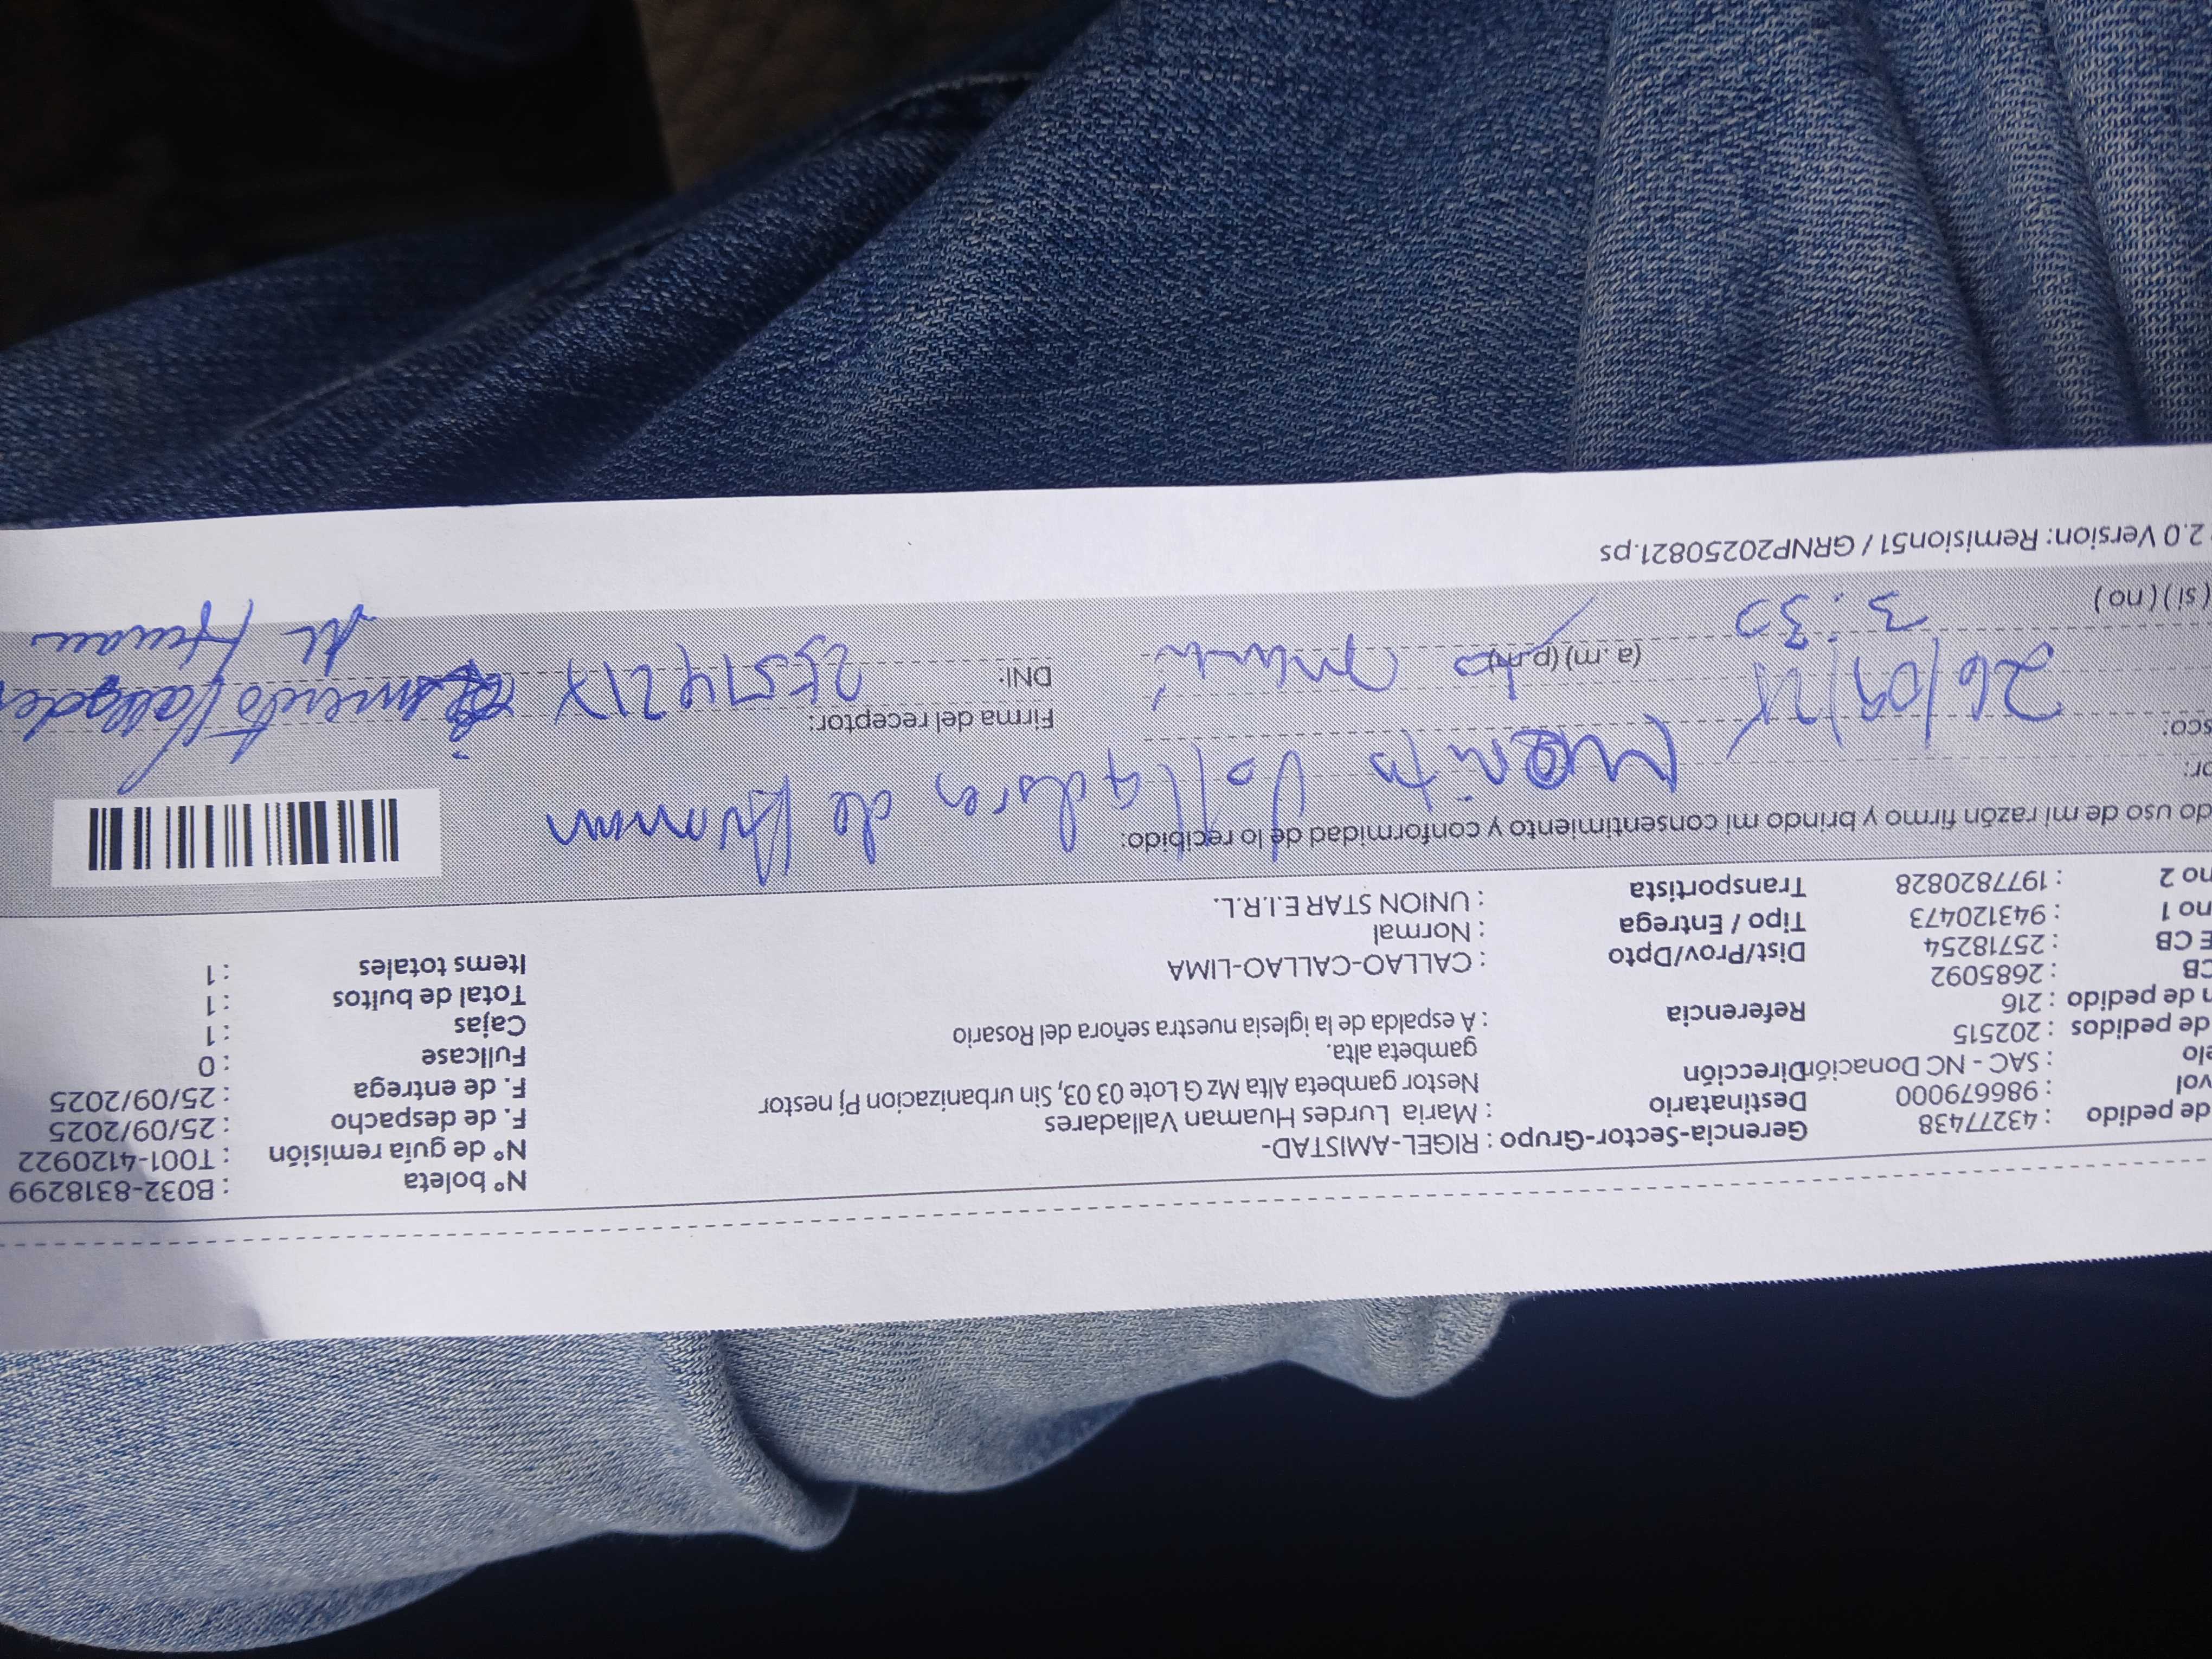 Nº boleta : B032-8318299
de pedido : 43277438 Gerencia-Sector-Grupo : RIGEL-AMISTAD- Nº de guía remisión : T001-4120922
vol : 986679000 Destinatario : Maria Lurdes Huaman Valladares F. de despacho : 25/09/2025
elo : SAC - NC Donación Dirección Nestor gambeta Alta Mz G Lote 03 03, Sin urbanizacion Pj nestor F. de entrega : 25/09/2025
de pedidos : 202515 gambeta alta. Fullcase : 0
n de pedido : 216 Referencia : A espalda de la iglesia nuestra señora del Rosario Cajas : 1
CB : 2685092 Total de bultos : 1
E CB : 25718254 Dist/Prov/Dpto : CALLAO-CALLAO-LIMA Items totales : 1
no 1 : 943120473 Tipo / Entrega : Normal
no 2 : 1977820828 Transportista : UNION STAR E.I.R.L.
do uso de mi razón firmo y brindo mi consentimiento y conformidad de lo recibido:
or: Valladares de
sco: 26/09/25 Firma del receptor:
3:30 (a.m) (p.m) DNI:
(si) (no)
2.0 Version: Remision51 / GRNP20250821.ps